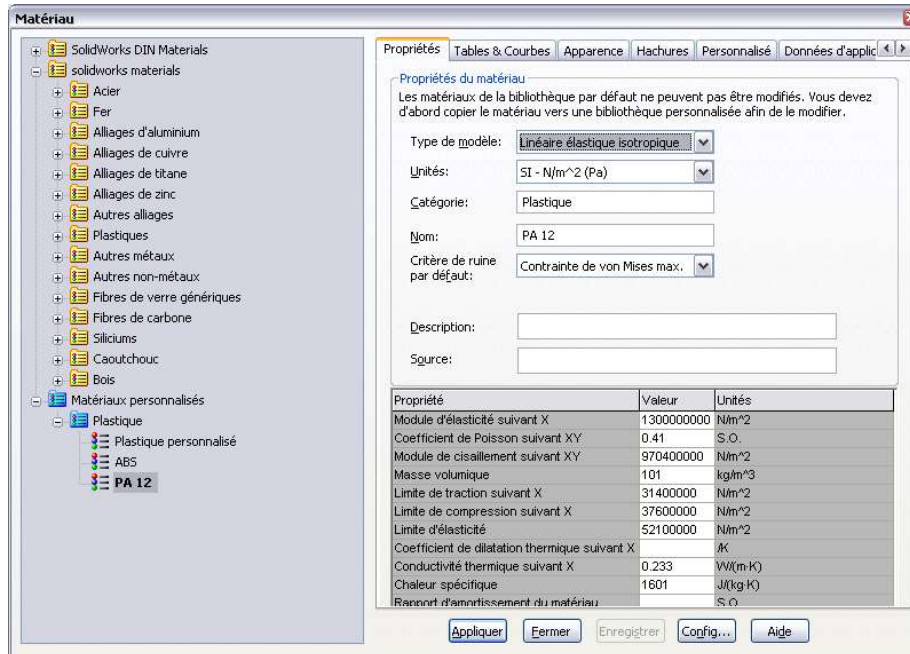 Matériau
SolidWorks DIN Materials
solidworks materials
Acier
Fer
Alliages d'aluminium
Alliages de cuivre
Alliages de titane
Alliages de zinc
Autres alliages
Plastiques
Autres métaux
Autres non-métaux
Fibres de verre génériques
Fibres de carbone
Siliciums
Caoutchouc
Bois
Matériaux personnalisés
Plastique
Plastique personnalisé
ABS
PA 12
Propriétés Tables & Courbes Apparence Hachures Personnalisé Données d'applic
Propriétés du matériau
Les matériaux de la bibliothèque par défaut ne peuvent pas être modifiés. Vous devez
d'abord copier le matériau vers une bibliothèque personnalisée afin de le modifier.
Type de modèle: Linéaire élastique isotropique
Unités: SI - N/m^2 (Pa)
Catégorie: Plastique
Nom: PA 12
Critère de ruine
par défaut: Contrainte de von Mises max.
Description:
Source:
Propriété Valeur Unités
Module d'élasticité suivant X 1300000000 N/m^2
Coefficient de Poisson suivant XY 0.41 S.O.
Module de cisaillement suivant XY 970400000 N/m^2
Masse volumique 101 kg/m^3
Limite de traction suivant X 31400000 N/m^2
Limite de compression suivant X 37600000 N/m^2
Limite d'élasticité 52100000 N/m^2
Coefficient de dilatation thermique suivant X /K
Conductivité thermique suivant X 0.233 W/(m·K)
Chaleur spécifique 1601 J/(kg·K)
Rapport d'amortissement du matériau S.O.
Appliquer Fermer Enregistrer Config... Aide